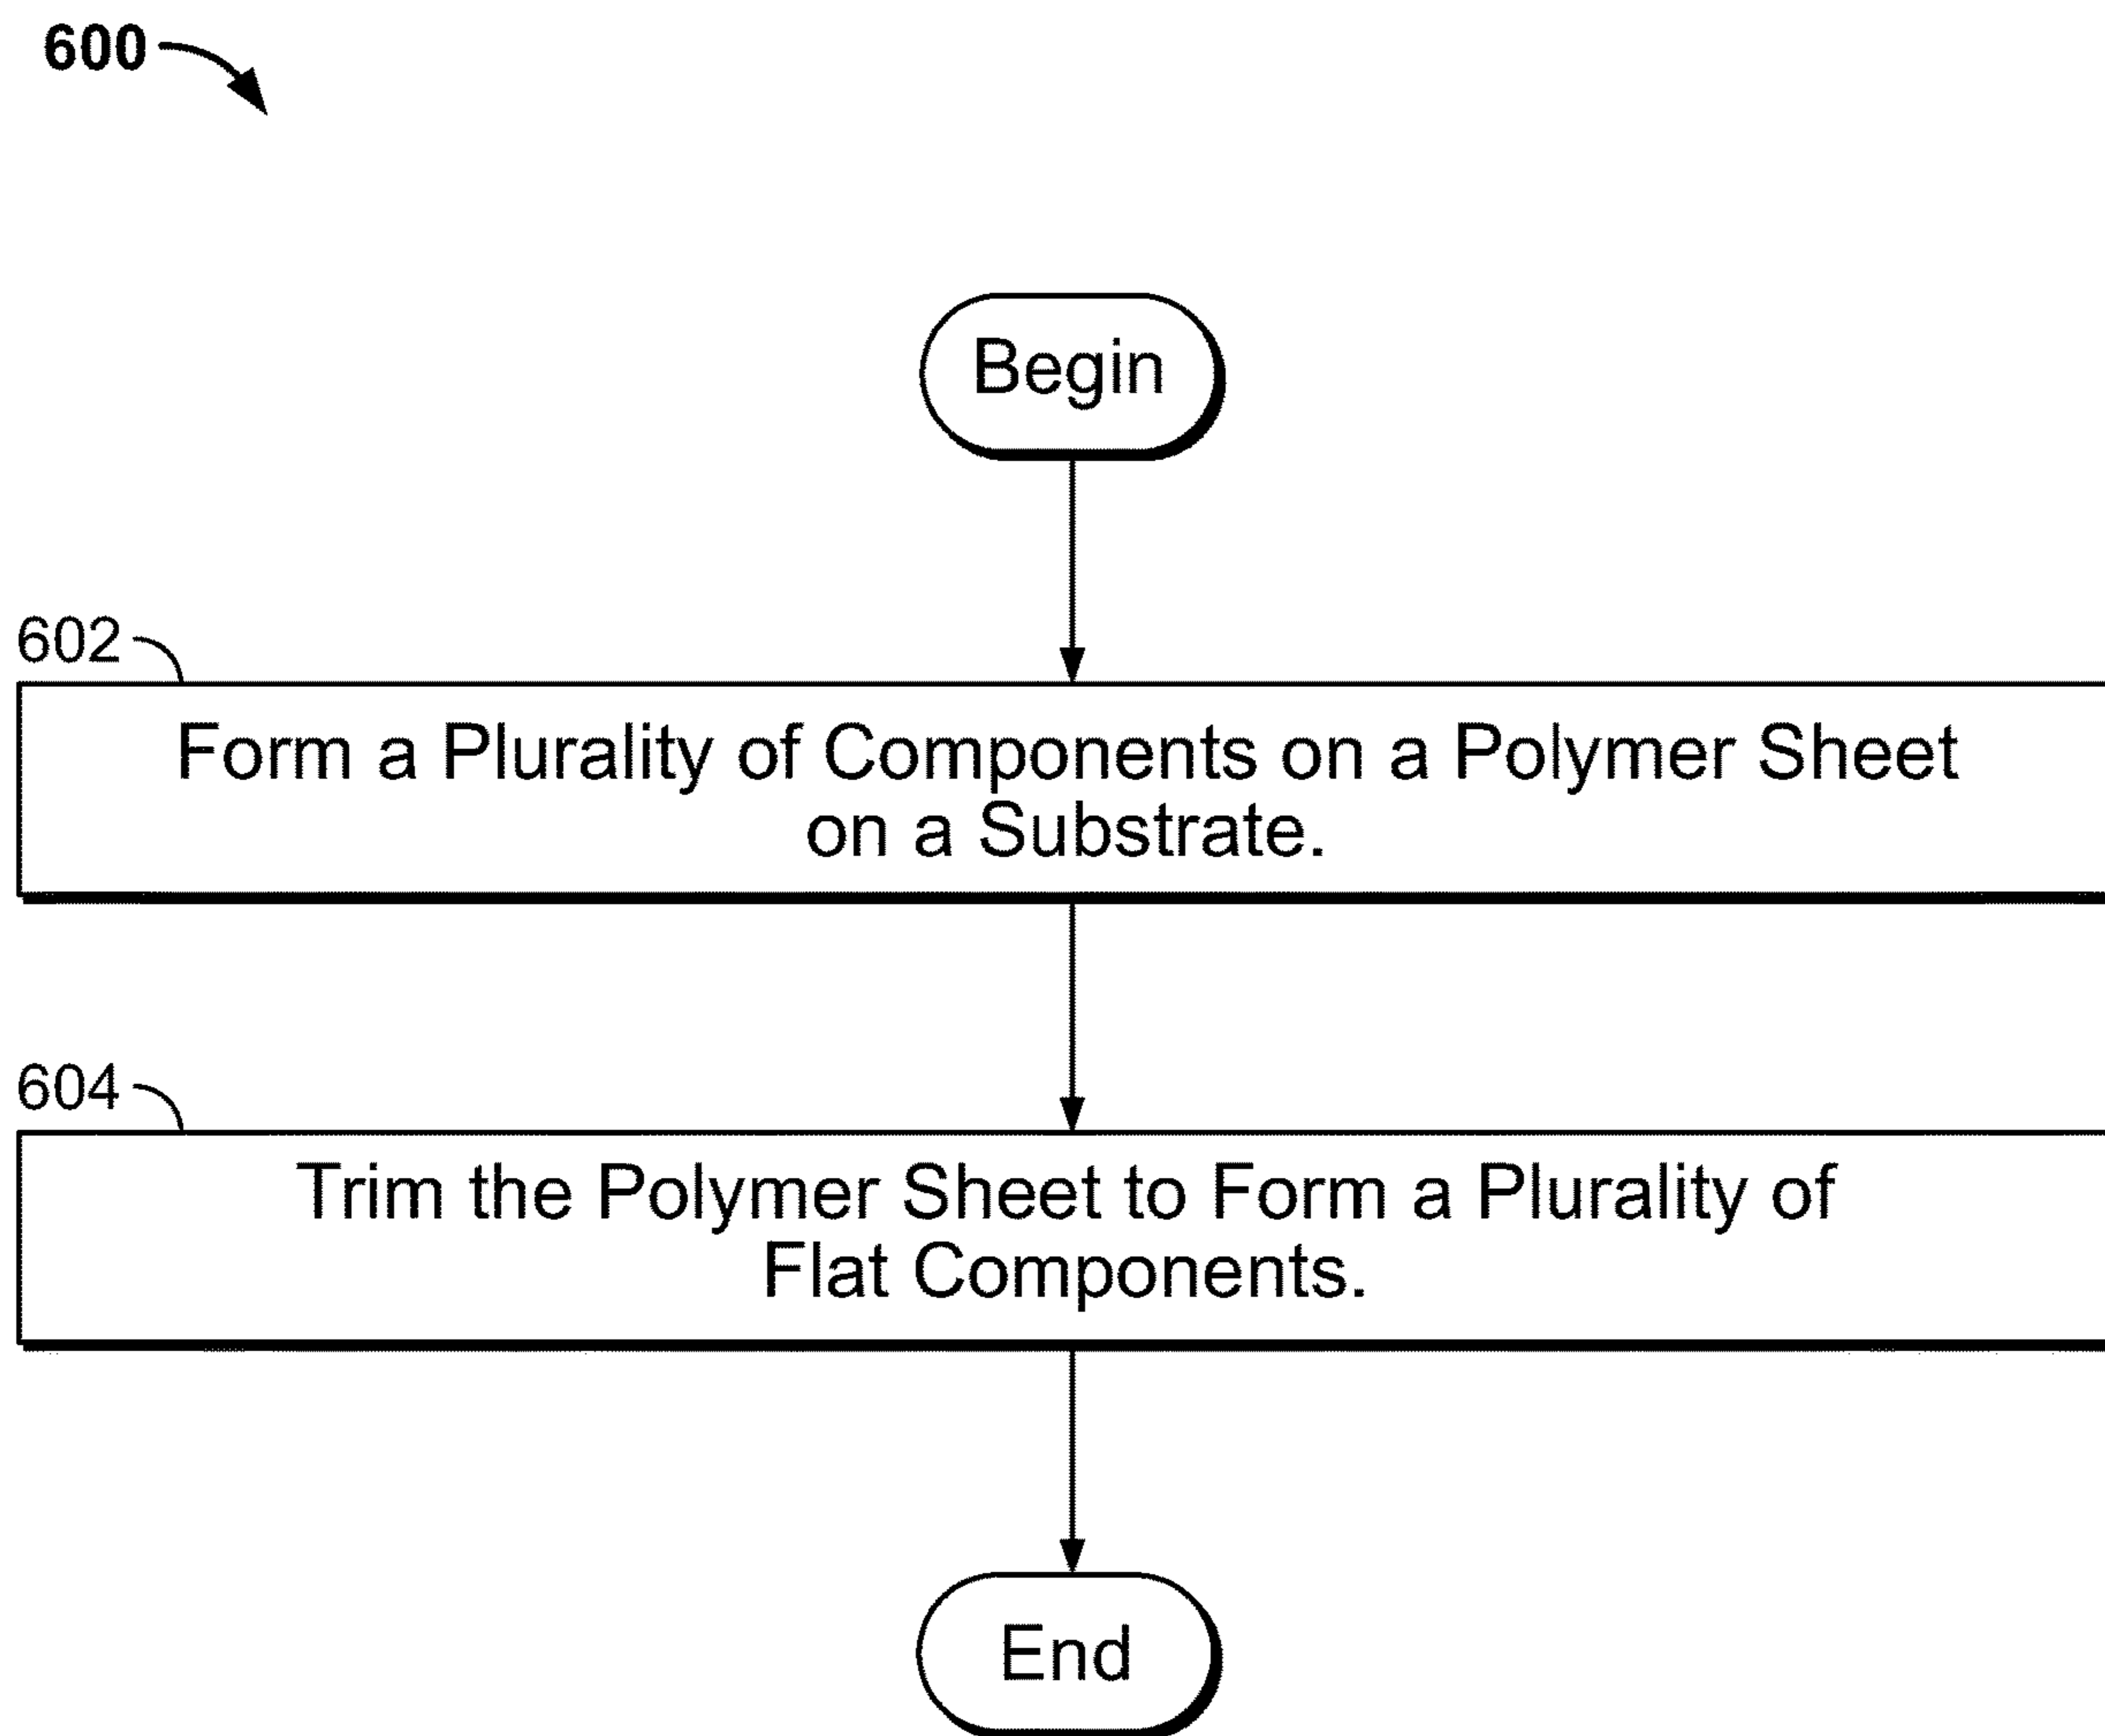 600
Begin
602
Form a Plurality of Components on a Polymer Sheet
on a Substrate.
604
Trim the Polymer Sheet to Form a Plurality of
Flat Components.
End